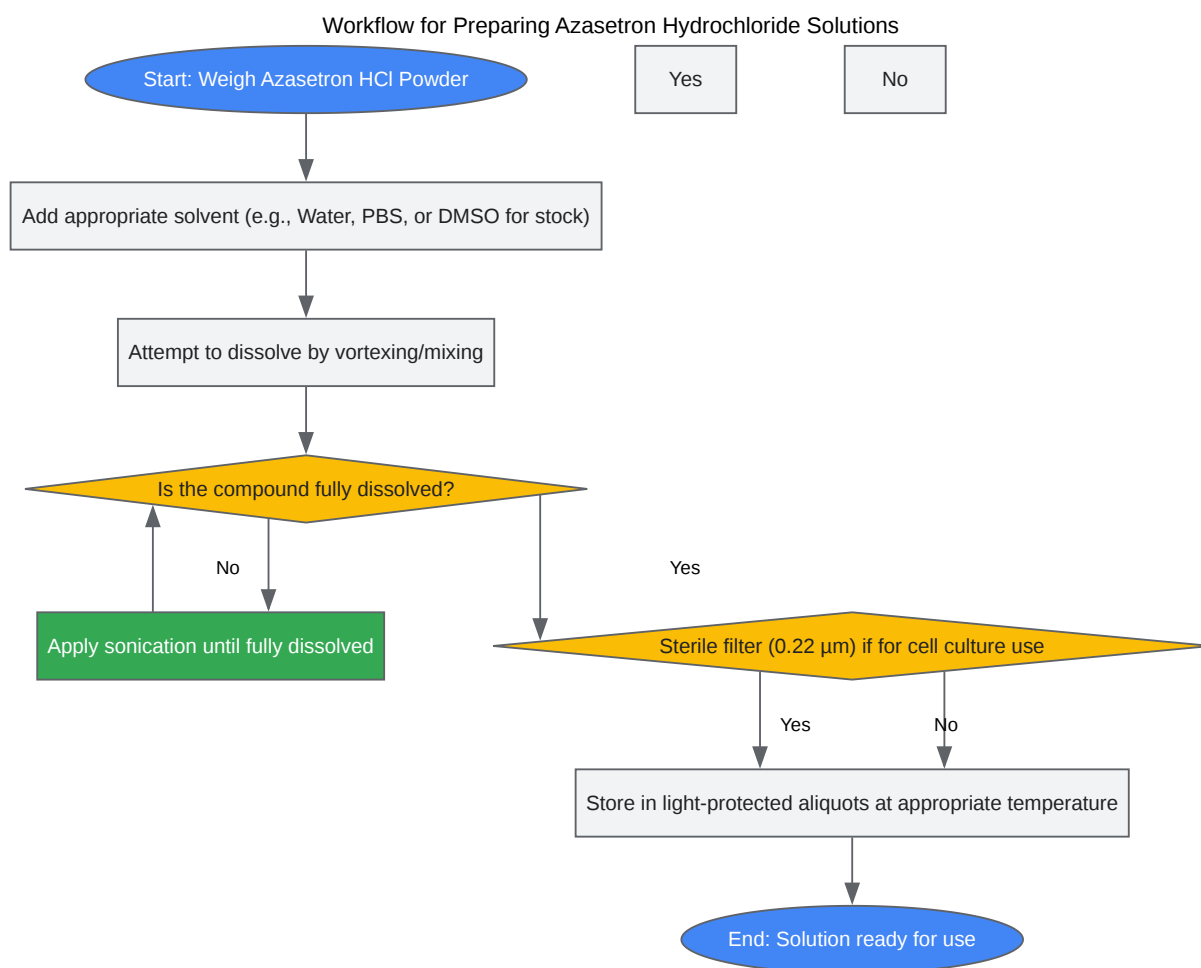 Workflow for Preparing Azasetron Hydrochloride Solutions
Start: Weigh Azasetron HCl Powder
Yes
No
Add appropriate solvent (e.g., Water, PBS, or DMSO for stock)
Attempt to dissolve by vortexing/mixing
Is the compound fully dissolved?
No
Yes
Apply sonication until fully dissolved
Sterile filter (0.22 µm) if for cell culture use
Yes
No
Store in light-protected aliquots at appropriate temperature
End: Solution ready for use